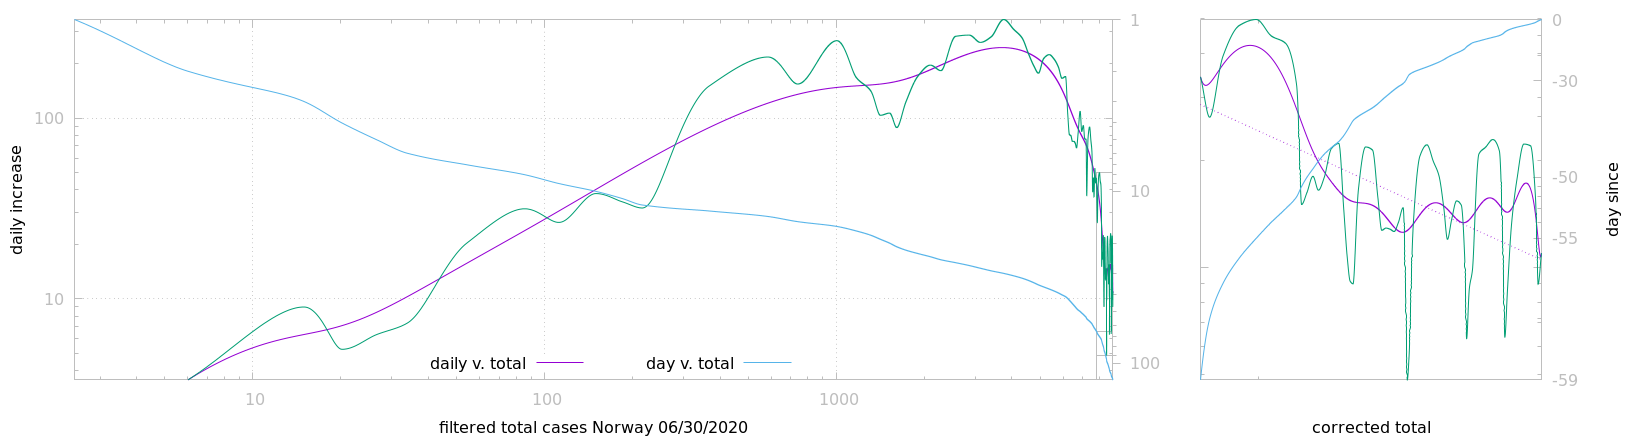 1
0
-30
100
daily increase
10
-50
day since
-55
10
daily v. total
day v. total
100
-59
10
100
1000
filtered total cases Norway 06/30/2020
corrected total